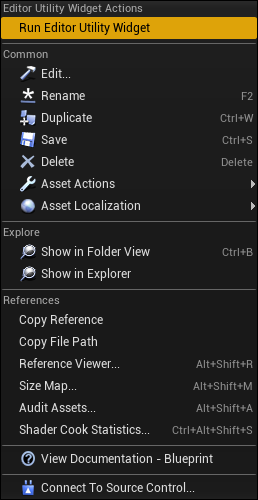 Editor Utility Widget Actions
Run Editor Utility Widget
Common
Edit...
Rename F2
Duplicate Ctrl+W
Save Ctrl+S
Delete Delete
Asset Actions
Asset Localization
Explore
Show in Folder View Ctrl+B
Show in Explorer
References
Copy Reference
Copy File Path
Reference Viewer... Alt+Shift+R
Size Map... Alt+Shift+M
Audit Assets... Alt+Shift+A
Shader Cook Statistics... Ctrl+Alt+Shift+S
View Documentation - Blueprint
Connect To Source Control...